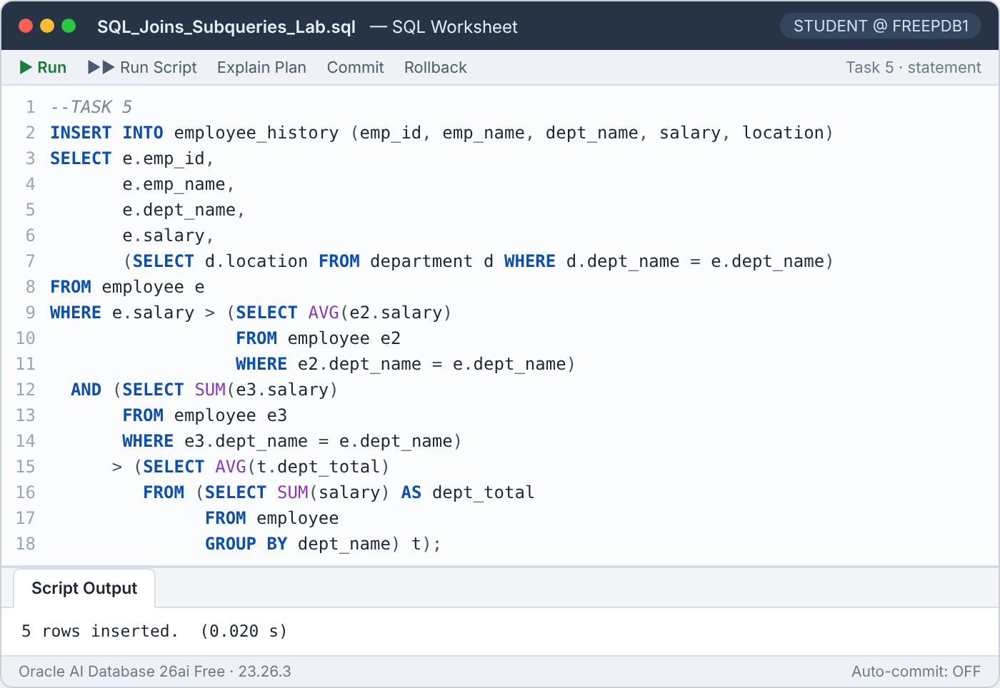 SQL_Joins_Subqueries_Lab.sql — SQL Worksheet STUDENT @ FREEPDB1
Run Run Script Explain Plan Commit Rollback Task 5 · statement
1 --TASK 5
2 INSERT INTO employee_history (emp_id, emp_name, dept_name, salary, location)
3 SELECT e.emp_id,
4        e.emp_name,
5        e.dept_name,
6        e.salary,
7        (SELECT d.location FROM department d WHERE d.dept_name = e.dept_name)
8 FROM employee e
9 WHERE e.salary > (SELECT AVG(e2.salary)
10                   FROM employee e2
11                   WHERE e2.dept_name = e.dept_name)
12   AND (SELECT SUM(e3.salary)
13        FROM employee e3
14        WHERE e3.dept_name = e.dept_name)
15       > (SELECT AVG(t.dept_total)
16          FROM (SELECT SUM(salary) AS dept_total
17                FROM employee
18                GROUP BY dept_name) t);
Script Output
5 rows inserted.  (0.020 s)
Oracle AI Database 26ai Free · 23.26.3 Auto-commit: OFF